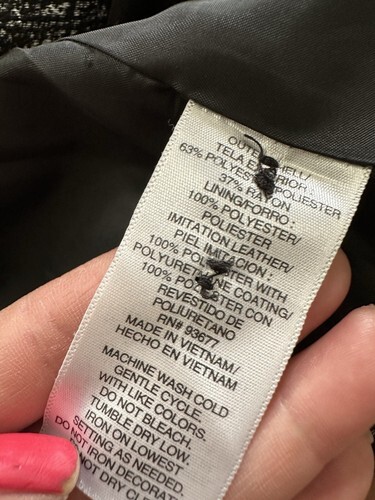 OUTER SHELL/
TELA EXTERIOR:
63% POLYESTER/POLIESTER
37% RAYON
LINING/FORRO:
100% POLYESTER/
POLIESTER
IMITATION LEATHER/
PIEL IMITACION:
100% POLYESTER WITH
POLYURETHANE COATING/
100% POLIESTER CON
REVESTIDO DE
POLIURETANO
RN# 93677
MADE IN VIETNAM/
HECHO EN VIETNAM
MACHINE WASH COLD
GENTLE CYCLE.
WITH LIKE COLORS.
DO NOT BLEACH.
TUMBLE DRY LOW.
IRON ON LOWEST
SETTING AS NEEDED.
DO NOT IRON DECORAT
DO NOT DRY CLE